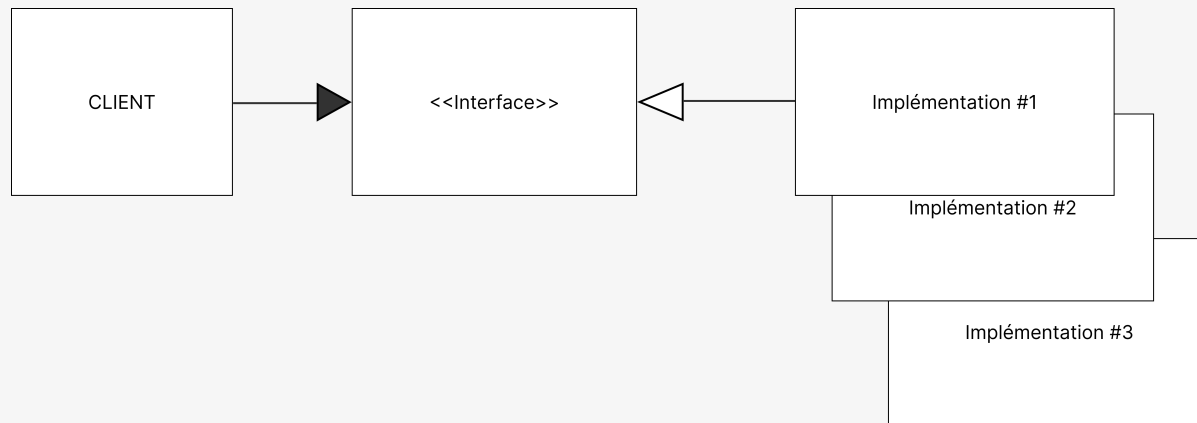 CLIENT
<<Interface>>
Implémentation #1
Implémentation #2
Implémentation #3